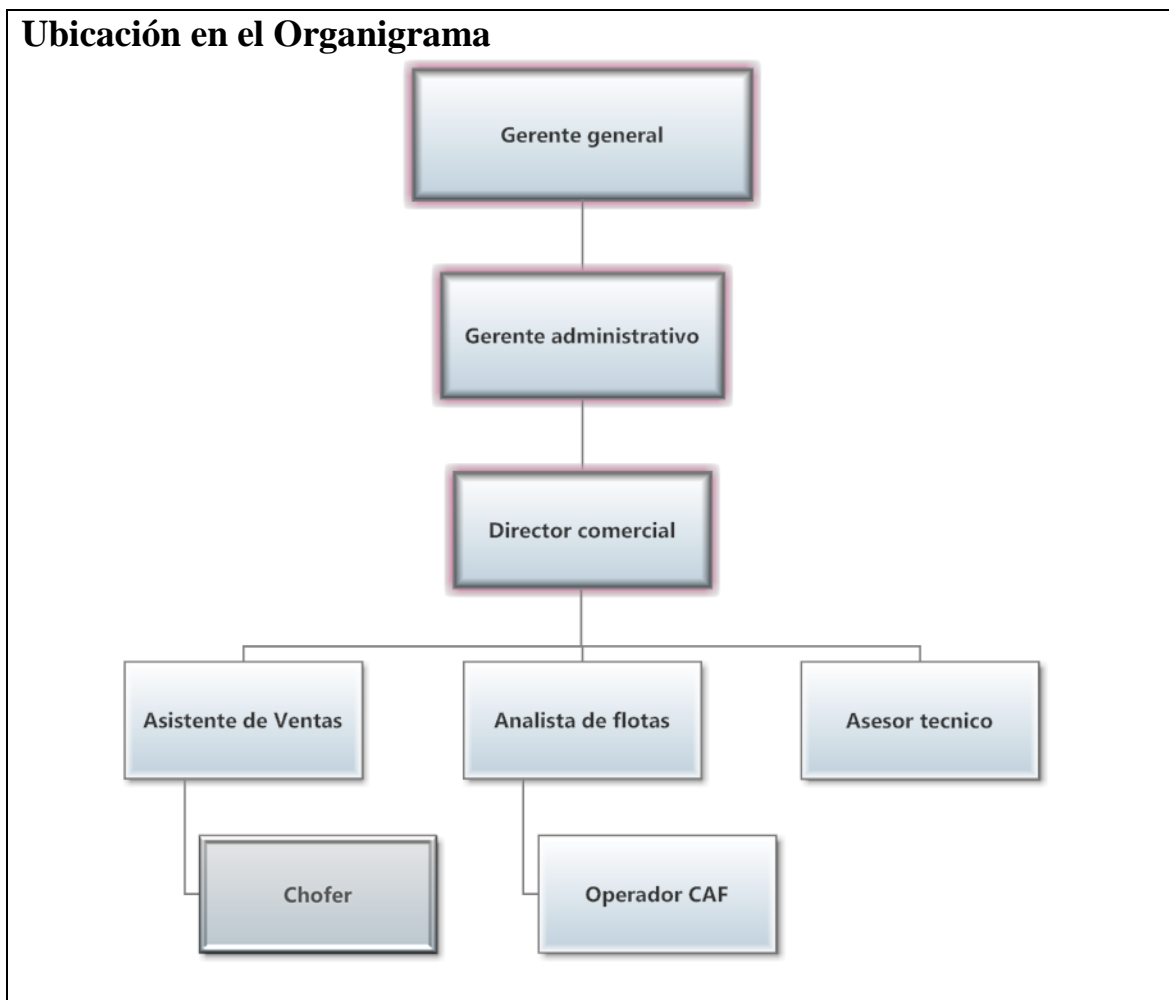 Ubicación en el Organigrama
Gerente general
Gerente administrativo
Director comercial
Asistente de Ventas
Analista de flotas
Asesor tecnico
Chofer
Operador CAF